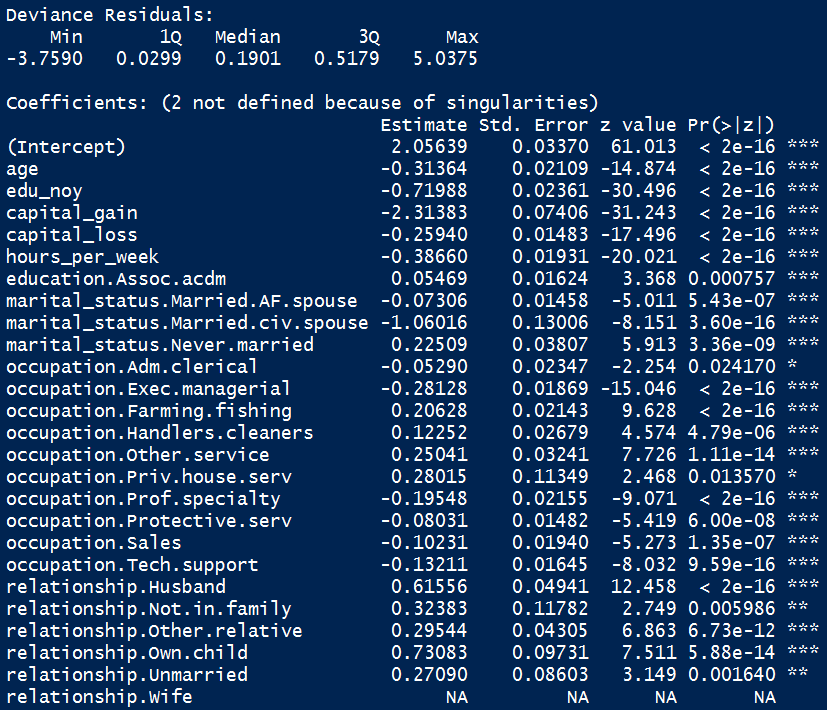 Deviance Residuals:
    Min       1Q   Median       3Q      Max
-3.7590   0.0299   0.1901   0.5179   5.0375

Coefficients: (2 not defined because of singularities)
                                  Estimate Std. Error z value Pr(>|z|)
(Intercept)                        2.05639    0.03370  61.013  < 2e-16 ***
age                               -0.31364    0.02109 -14.874  < 2e-16 ***
edu_noy                           -0.71988    0.02361 -30.496  < 2e-16 ***
capital_gain                      -2.31383    0.07406 -31.243  < 2e-16 ***
capital_loss                      -0.25940    0.01483 -17.496  < 2e-16 ***
hours_per_week                    -0.38660    0.01931 -20.021  < 2e-16 ***
education.Assoc.acdm               0.05469    0.01624   3.368 0.000757 ***
marital_status.Married.AF.spouse  -0.07306    0.01458  -5.011 5.43e-07 ***
marital_status.Married.civ.spouse -1.06016    0.13006  -8.151 3.60e-16 ***
marital_status.Never.married       0.22509    0.03807   5.913 3.36e-09 ***
occupation.Adm.clerical           -0.05290    0.02347  -2.254 0.024170 *
occupation.Exec.managerial        -0.28128    0.01869 -15.046  < 2e-16 ***
occupation.Farming.fishing         0.20628    0.02143   9.628  < 2e-16 ***
occupation.Handlers.cleaners       0.12252    0.02679   4.574 4.79e-06 ***
occupation.Other.service           0.25041    0.03241   7.726 1.11e-14 ***
occupation.Priv.house.serv         0.28015    0.11349   2.468 0.013570 *
occupation.Prof.specialty         -0.19548    0.02155  -9.071  < 2e-16 ***
occupation.Protective.serv        -0.08031    0.01482  -5.419 6.00e-08 ***
occupation.Sales                  -0.10231    0.01940  -5.273 1.35e-07 ***
occupation.Tech.support           -0.13211    0.01645  -8.032 9.59e-16 ***
relationship.Husband               0.61556    0.04941  12.458  < 2e-16 ***
relationship.Not.in.family         0.32383    0.11782   2.749 0.005986 **
relationship.Other.relative        0.29544    0.04305   6.863 6.73e-12 ***
relationship.Own.child             0.73083    0.09731   7.511 5.88e-14 ***
relationship.Unmarried             0.27090    0.08603   3.149 0.001640 **
relationship.Wife                       NA         NA      NA       NA